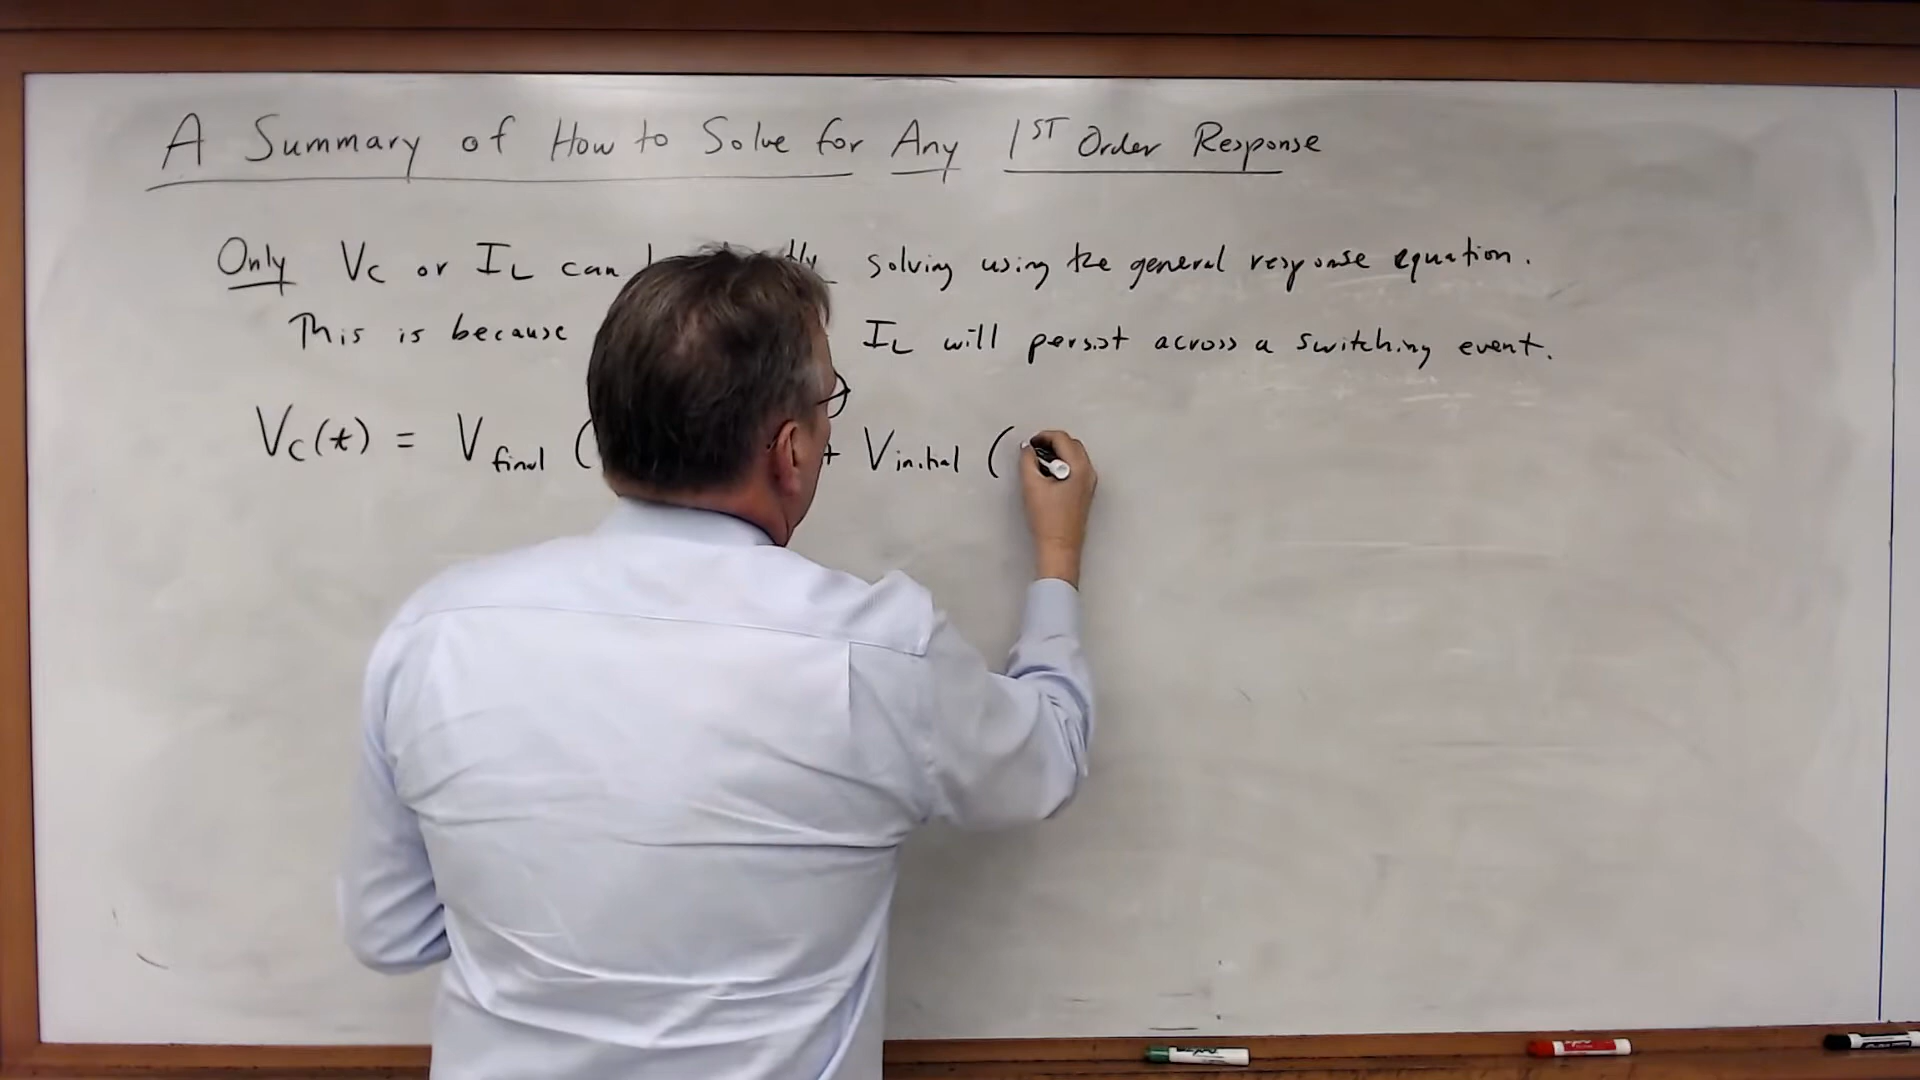 A Summary of How to Solve for Any 1ST Order Response
Only VC or IL can solving using the general response equation.
This is because IL will persist across a switching event.
VC(t) = Vfinal ( + Vinitial (